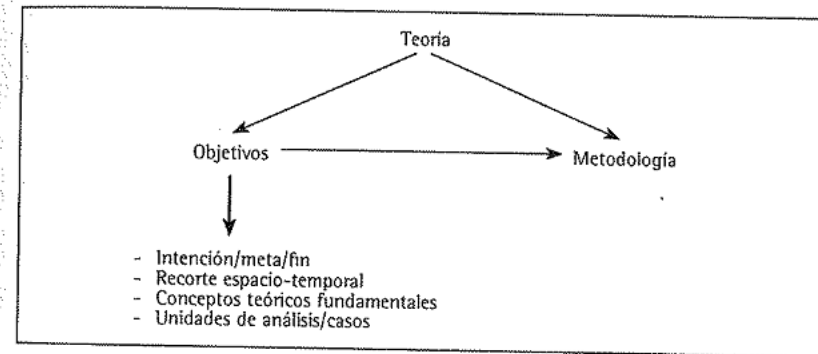 Teoría
Objetivos
Metodología
- Intención/meta/fin
- Recorte espacio-temporal
- Conceptos teóricos fundamentales
- Unidades de análisis/casos